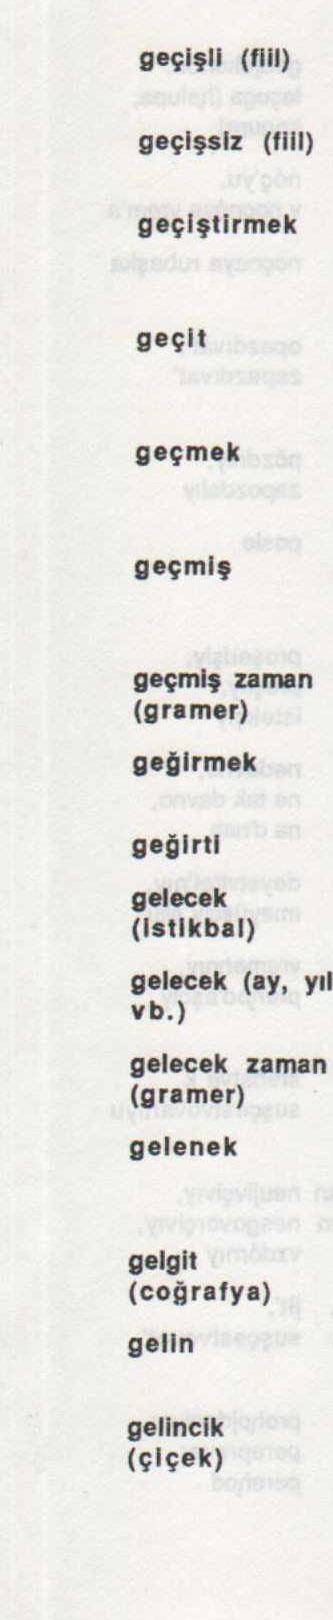 geçişli (fiil)
geçişsiz (fiil)
geçiştirmek
geçit
geçmek
geçmiş
geçmiş zaman
(gramer)
geğirmek
geğirti
gelecek
(istikbal)
gelecek (ay, yıl
vb.)
gelecek zaman
(gramer)
gelenek
gelgit
(coğrafya)
gelin
gelincik
(çiçek)